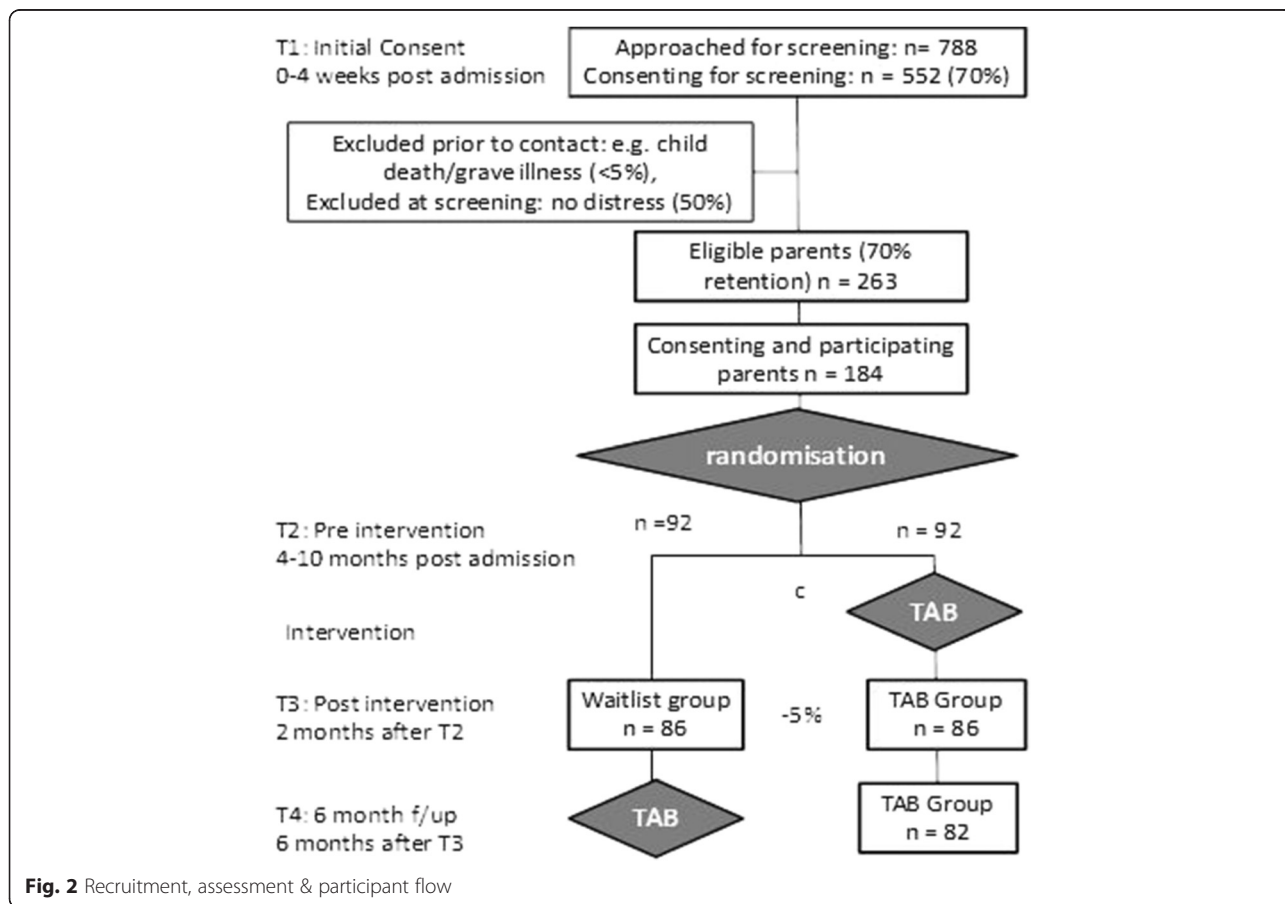 T1: Initial Consent
0-4 weeks post admission
Approached for screening: n= 788
Consenting for screening: n = 552 (70%)
Excluded prior to contact: e.g. child
death/grave illness (<5%),
Excluded at screening: no distress (50%)
Eligible parents (70%
retention) n = 263
Consenting and participating
parents n = 184
randomisation
T2: Pre intervention
4-10 months post admission
n =92
n = 92
c
TAB
Intervention
T3: Post intervention
2 months after T2
Waitlist group
n = 86
-5%
TAB Group
n = 86
T4: 6 month f/up
6 months after T3
TAB
TAB Group
n = 82
Fig. 2 Recruitment, assessment & participant flow